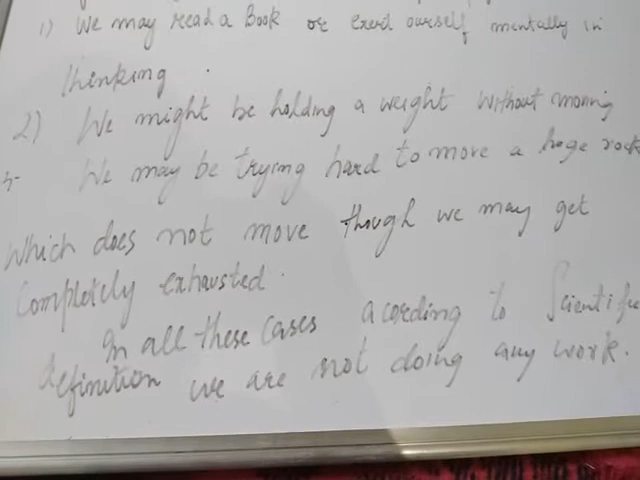 1) We may read a Book or exert ourself mentally in
thinking.
2) We might be holding a weight without moving
3- We may be trying hard to move a huge rock
which does not move though we may get
completely exhausted.
In all these cases acording to Scientific
definition we are not doing any work.